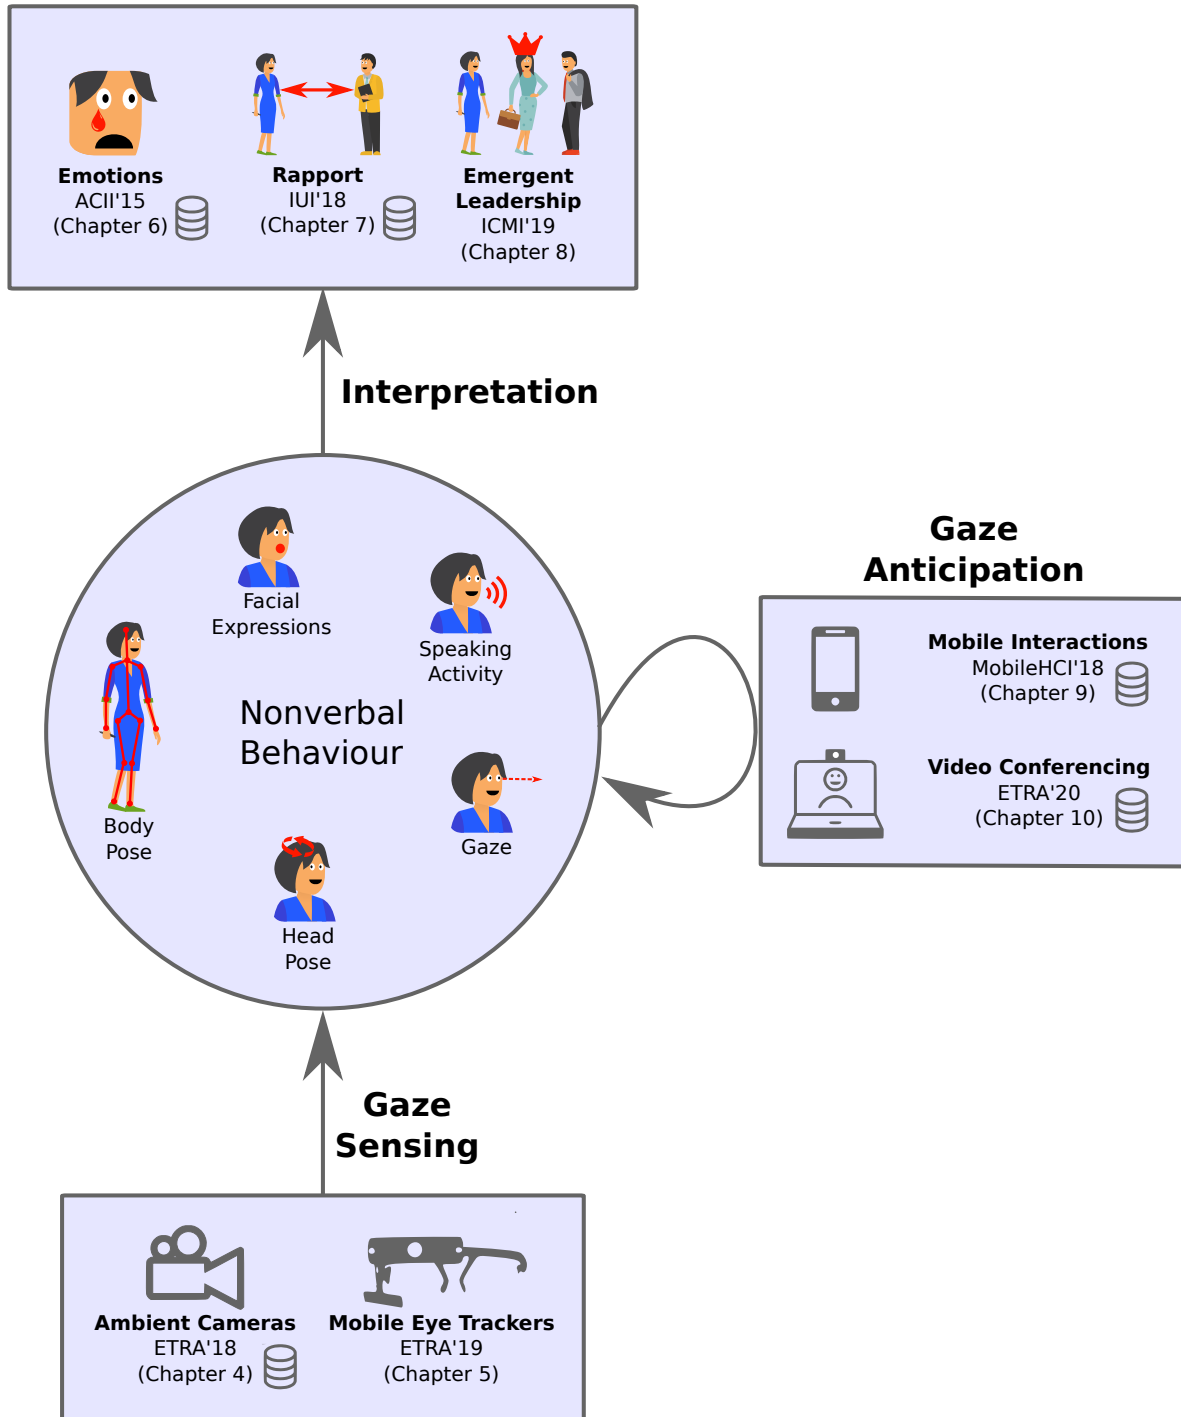 Emotions
ACII'15
(Chapter 6)
Rapport
IUI'18
(Chapter 7)
Emergent
Leadership
ICMI'19
(Chapter 8)
Interpretation
Facial
Expressions
Speaking
Activity
Nonverbal
Behaviour
Body
Pose
Gaze
Head
Pose
Gaze
Anticipation
Mobile Interactions
MobileHCI'18
(Chapter 9)
Video Conferencing
ETRA'20
(Chapter 10)
Gaze
Sensing
Ambient Cameras
ETRA'18
(Chapter 4)
Mobile Eye Trackers
ETRA'19
(Chapter 5)